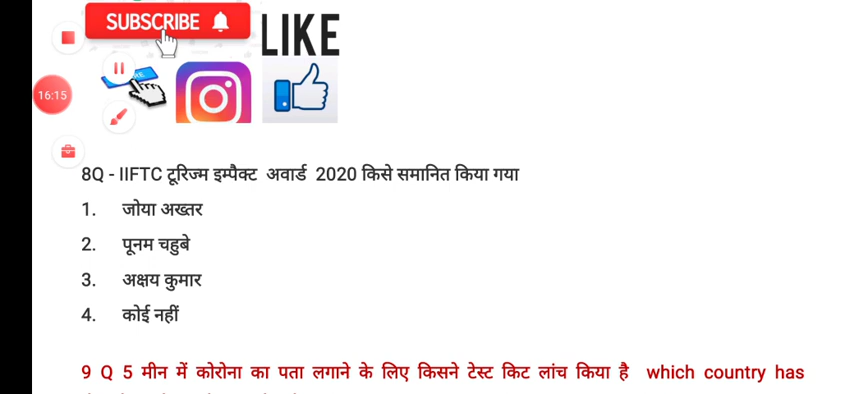 SUBSCRIBE
LIKE
16:15
8Q - IIFTC टूरिज्म इम्पैक्ट अवार्ड 2020 किसे समानित किया गया
1. जोया अख्तर
2. पूनम चहुबे
3. अक्षय कुमार
4. कोई नहीं
9 Q 5 मीन में कोरोना का पता लगाने के लिए किसने टेस्ट किट लांच किया है which country has